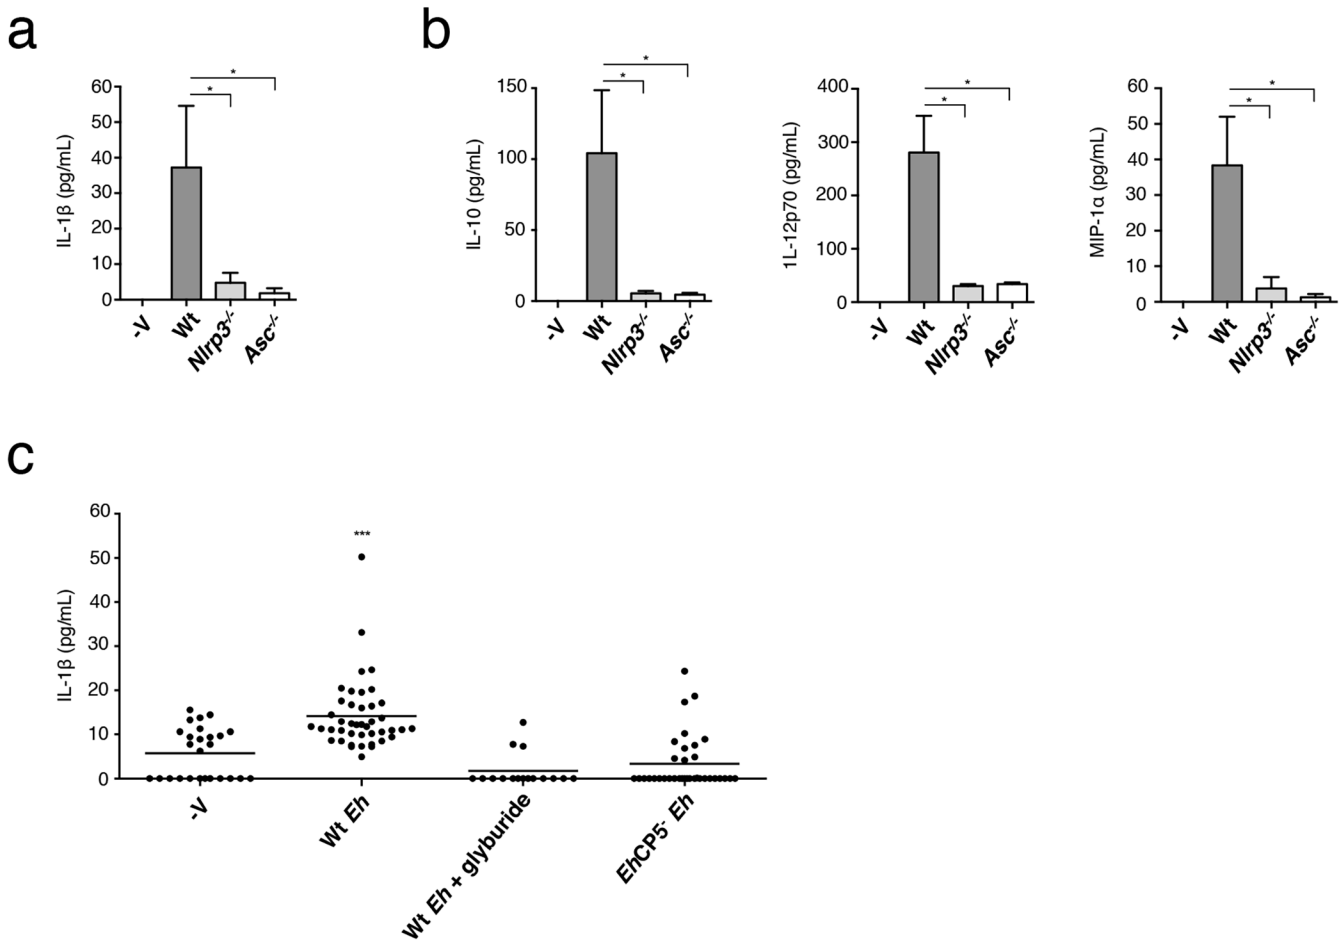 a
b
*
*
60
50
40
30
20
10
0
IL-1β (pg/mL)
-V
Wt
Nlrp3-/-
Asc-/-
*
*
150
100
50
0
IL-10 (pg/mL)
-V
Wt
Nlrp3-/-
Asc-/-
*
*
400
300
200
100
0
1L-12p70 (pg/mL)
-V
Wt
Nlrp3-/-
Asc-/-
*
*
60
50
40
30
20
10
0
MIP-1α (pg/mL)
-V
Wt
Nlrp3-/-
Asc-/-
c
60
50
40
30
20
10
0
IL-1β (pg/mL)
***
-V
Wt Eh
Wt Eh + glyburide
EhCP5- Eh